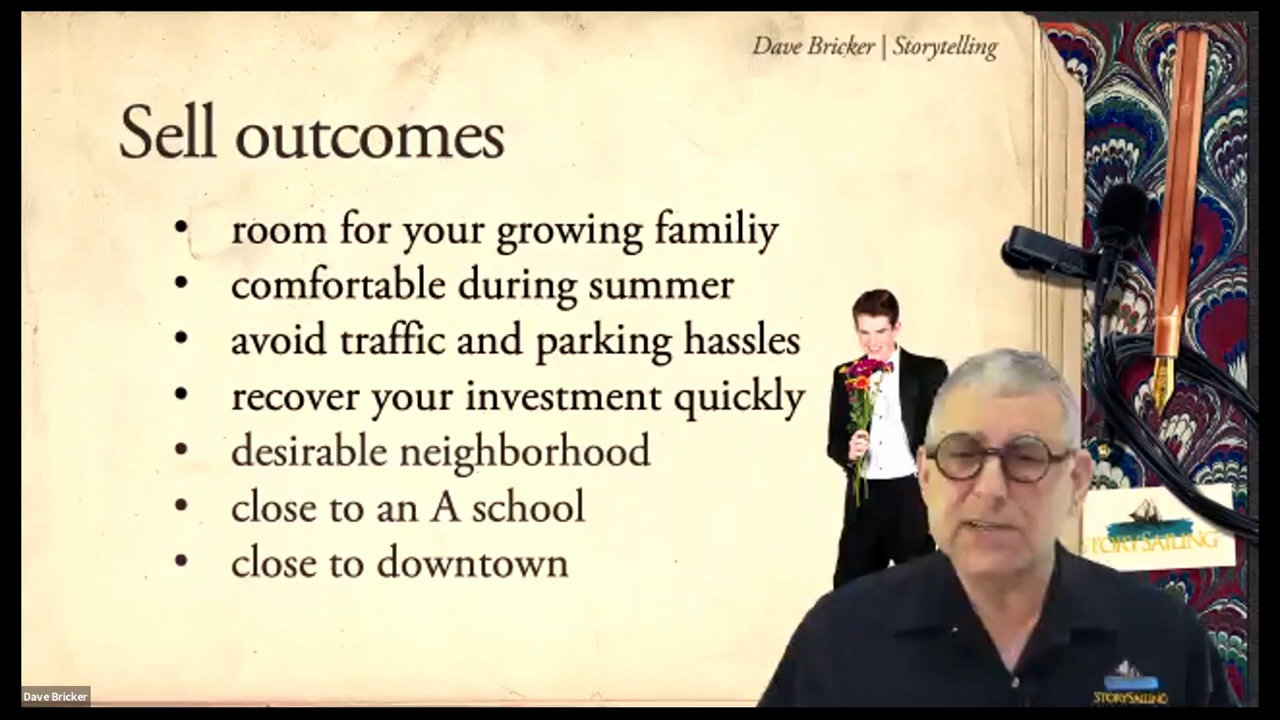 Dave Bricker | Storytelling
Sell outcomes
• room for your growing familiy
• comfortable during summer
• avoid traffic and parking hassles
• recover your investment quickly
• desirable neighborhood
• close to an A school
• close to downtown
STORYSAILING
STORYSAILING
Dave Bricker